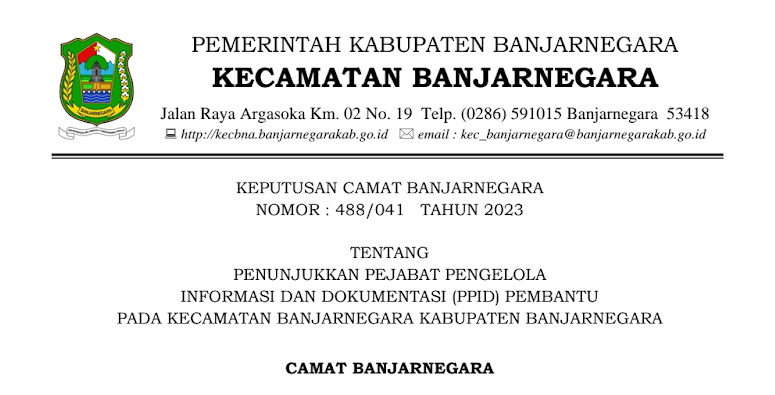 PEMERINTAH KABUPATEN BANJARNEGARA
KECAMATAN BANJARNEGARA
Jalan Raya Argasoka Km. 02 No. 19 Telp. (0286) 591015 Banjarnegara 53418
http://kecbna.banjarnegarakab.go.id email : kec_banjarnegara@banjarnegarakab.go.id
BANJARNEGARA
KEPUTUSAN CAMAT BANJARNEGARA
NOMOR : 488/041 TAHUN 2023
TENTANG
PENUNJUKKAN PEJABAT PENGELOLA
INFORMASI DAN DOKUMENTASI (PPID) PEMBANTU
PADA KECAMATAN BANJARNEGARA KABUPATEN BANJARNEGARA
CAMAT BANJARNEGARA